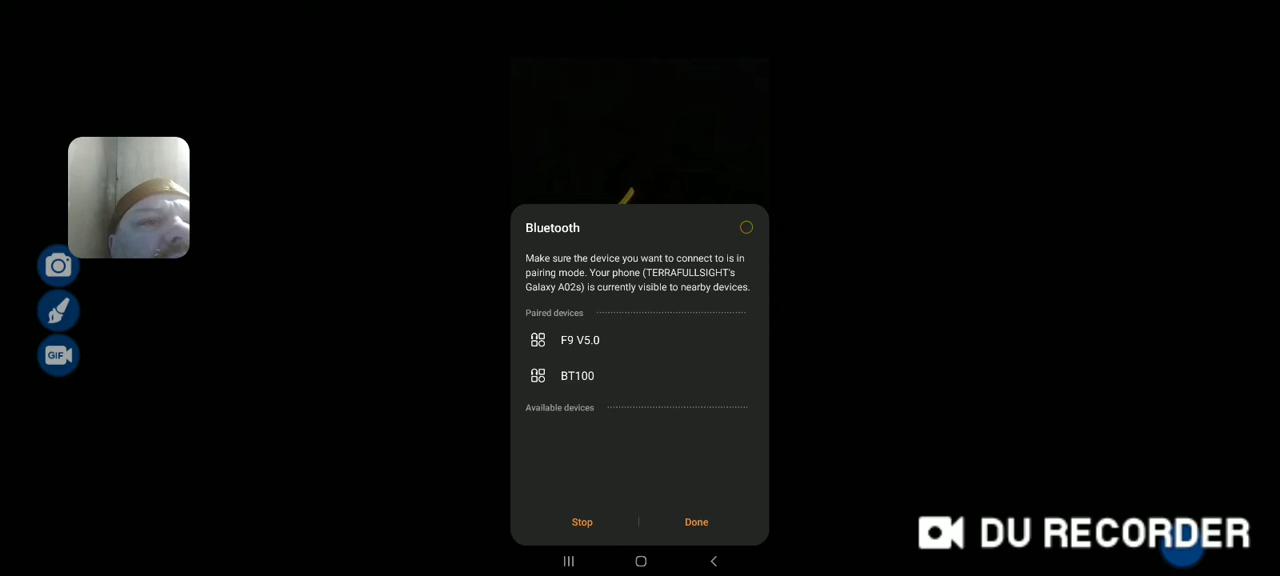 Bluetooth
Make sure the device you want to connect to is in
pairing mode. Your phone (TERRAFULLSIGHT's
Galaxy A02s) is currently visible to nearby devices.
Paired devices
F9 V5.0
BT100
Available devices
Stop
Done
GIF
DU RECORDER